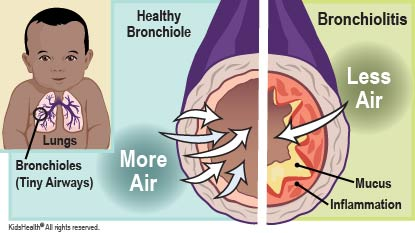 Healthy
Bronchiole
Bronchiolitis
Less
Air
Lungs
Bronchioles
(Tiny Airways)
More
Air
Mucus
Inflammation
KidsHealth® All rights reserved.